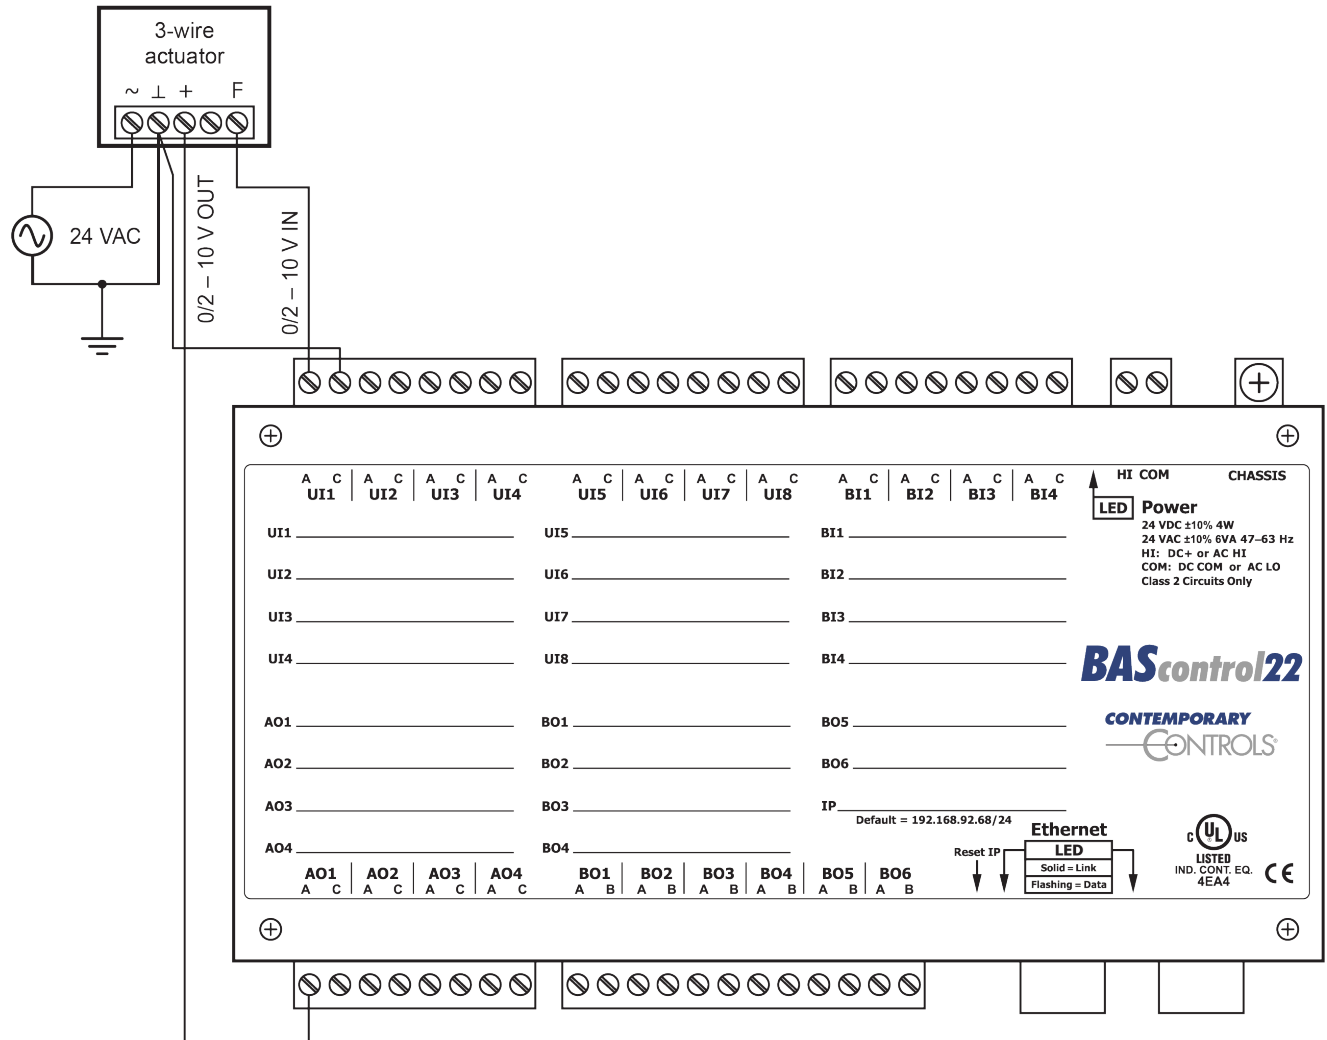 3-wire
actuator
~ ⊥ + F
24 VAC
0/2 – 10 V OUT
0/2 – 10 V IN
A C A C A C A C
UI1 UI2 UI3 UI4
A C A C A C A C
UI5 UI6 UI7 UI8
A C A C A C A C
BI1 BI2 BI3 BI4
HI COM
CHASSIS
LED Power
24 VDC ±10% 4W
24 VAC ±10% 6VA 47–63 Hz
HI: DC+ or AC HI
COM: DC COM or AC LO
Class 2 Circuits Only
UI1
UI2
UI3
UI4
UI5
UI6
UI7
UI8
BI1
BI2
BI3
BI4
BAScontrol22
CONTEMPORARY
CONTROLS®
AO1
AO2
AO3
AO4
BO1
BO2
BO3
BO4
BO5
BO6
IP
Default = 192.168.92.68/24
Ethernet
Reset IP
LED
Solid = Link
Flashing = Data
C UL US
LISTED
IND. CONT. EQ.
4EA4
CE
AO1 AO2 AO3 AO4
A C A C A C A C
BO1 BO2 BO3 BO4 BO5 BO6
A B A B A B A B A B A B